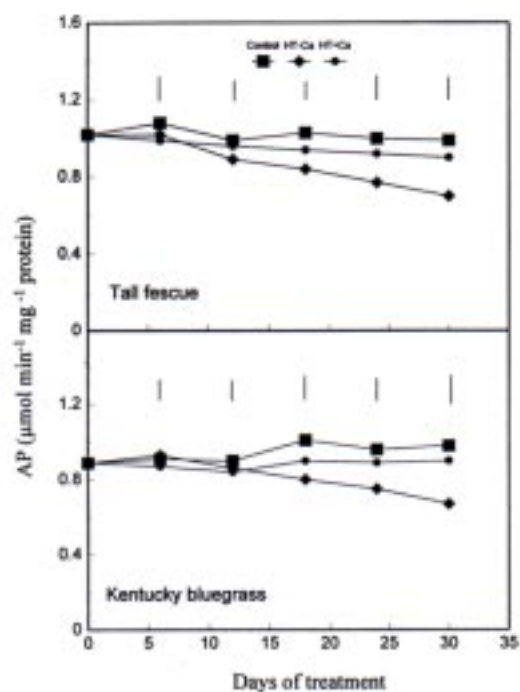 1.6
Control HT-Ca HT+Ca
1.2
0.8
0.4
Tall fescue
0
1.2
0.8
0.4
Kentucky bluegrass
0
0 5 10 15 20 25 30 35
Days of treatment
AP (μmol min⁻¹ mg⁻¹ protein)